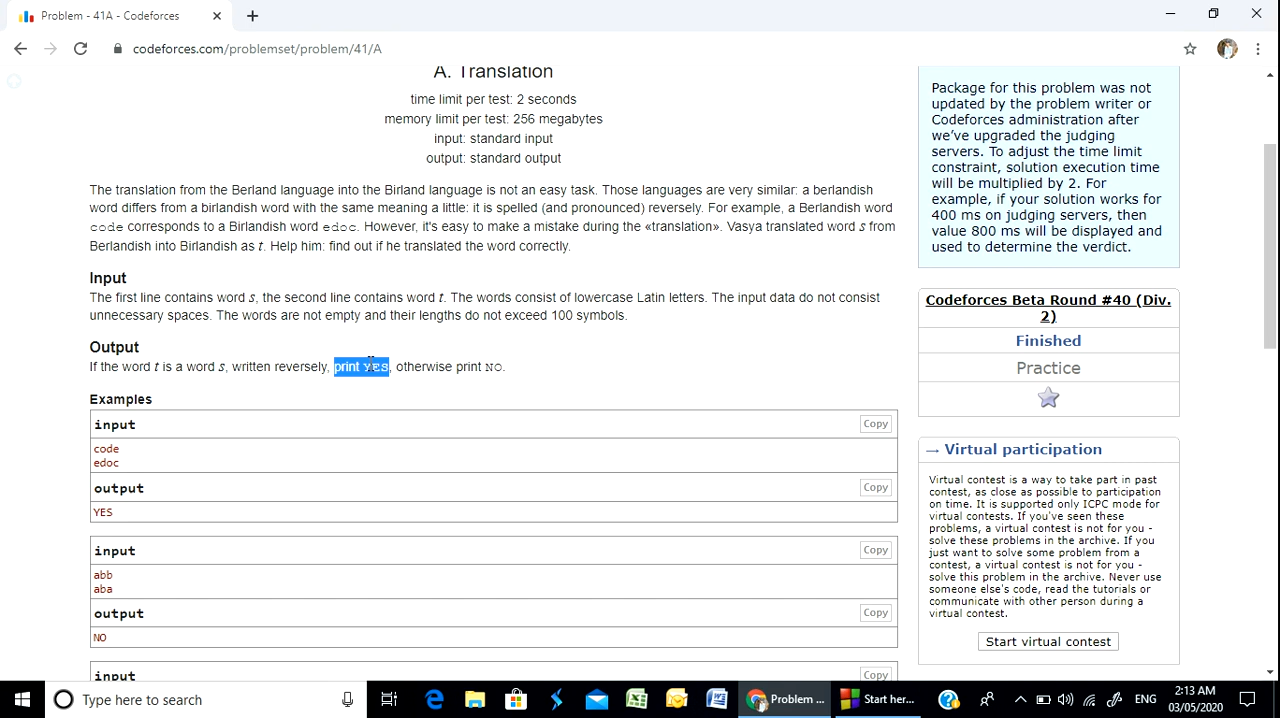 Problem - 41A - Codeforces
codeforces.com/problemset/problem/41/A
A. Translation
time limit per test: 2 seconds
memory limit per test: 256 megabytes
input: standard input
output: standard output
The translation from the Berland language into the Birland language is not an easy task. Those languages are very similar: a berlandish
word differs from a birlandish word with the same meaning a little: it is spelled (and pronounced) reversely. For example, a Berlandish word
code corresponds to a Birlandish word edoc. However, it's easy to make a mistake during the «translation». Vasya translated word s from
Berlandish into Birlandish as t. Help him: find out if he translated the word correctly.
Input
The first line contains word s, the second line contains word t. The words consist of lowercase Latin letters. The input data do not consist
unnecessary spaces. The words are not empty and their lengths do not exceed 100 symbols.
Output
If the word t is a word s, written reversely, print YES, otherwise print NO.
Examples
input
Copy
code
edoc
output
Copy
YES
input
Copy
abb
aba
output
Copy
NO
input
Copy
Package for this problem was not
updated by the problem writer or
Codeforces administration after
we've upgraded the judging
servers. To adjust the time limit
constraint, solution execution time
will be multiplied by 2. For
example, if your solution works for
400 ms on judging servers, then
value 800 ms will be displayed and
used to determine the verdict.
Codeforces Beta Round #40 (Div.
2)
Finished
Practice
→ Virtual participation
Virtual contest is a way to take part in past
contest, as close as possible to participation
on time. It is supported only ICPC mode for
virtual contests. If you've seen these
problems, a virtual contest is not for you -
solve these problems in the archive. If you
just want to solve some problem from a
contest, a virtual contest is not for you -
solve this problem in the archive. Never use
someone else's code, read the tutorials or
communicate with other person during a
virtual contest.
Start virtual contest
Type here to search
Problem ...
Start her...
ENG
2:13 AM
03/05/2020